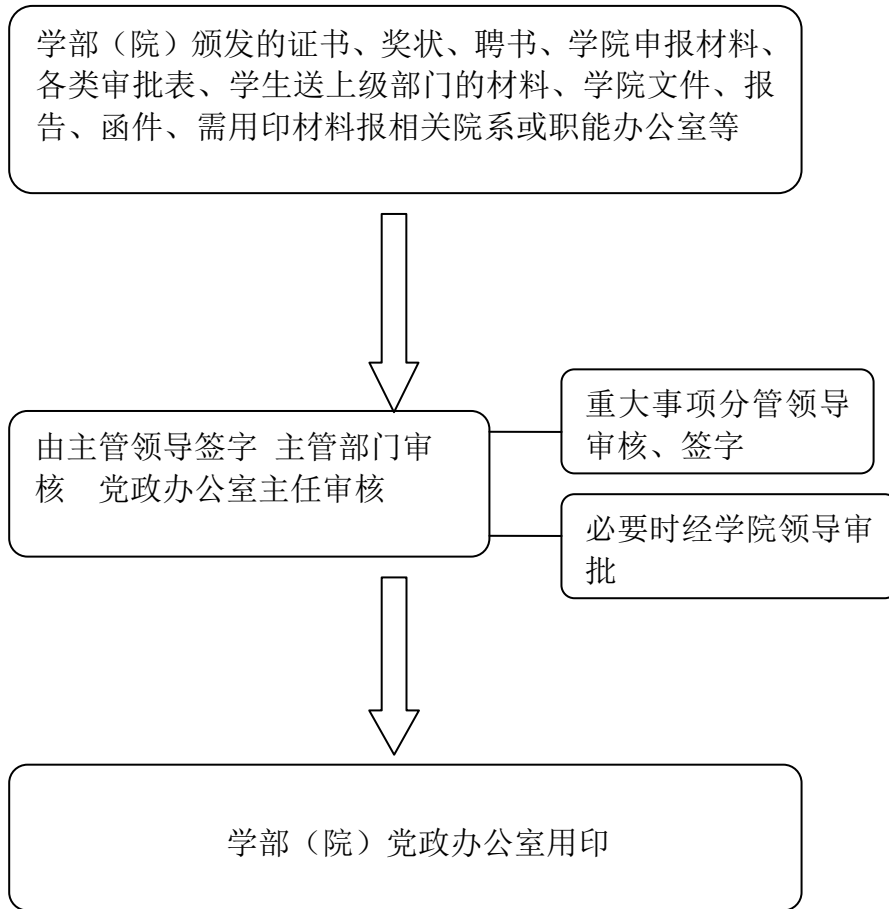 学部（院）颁发的证书、奖状、聘书、学院申报材料、
各类审批表、学生送上级部门的材料、学院文件、报
告、函件、需用印材料报相关院系或职能办公室等
由主管领导签字 主管部门审
核　党政办公室主任审核
重大事项分管领导
审核、签字
必要时经学院领导审
批
学部（院）党政办公室用印